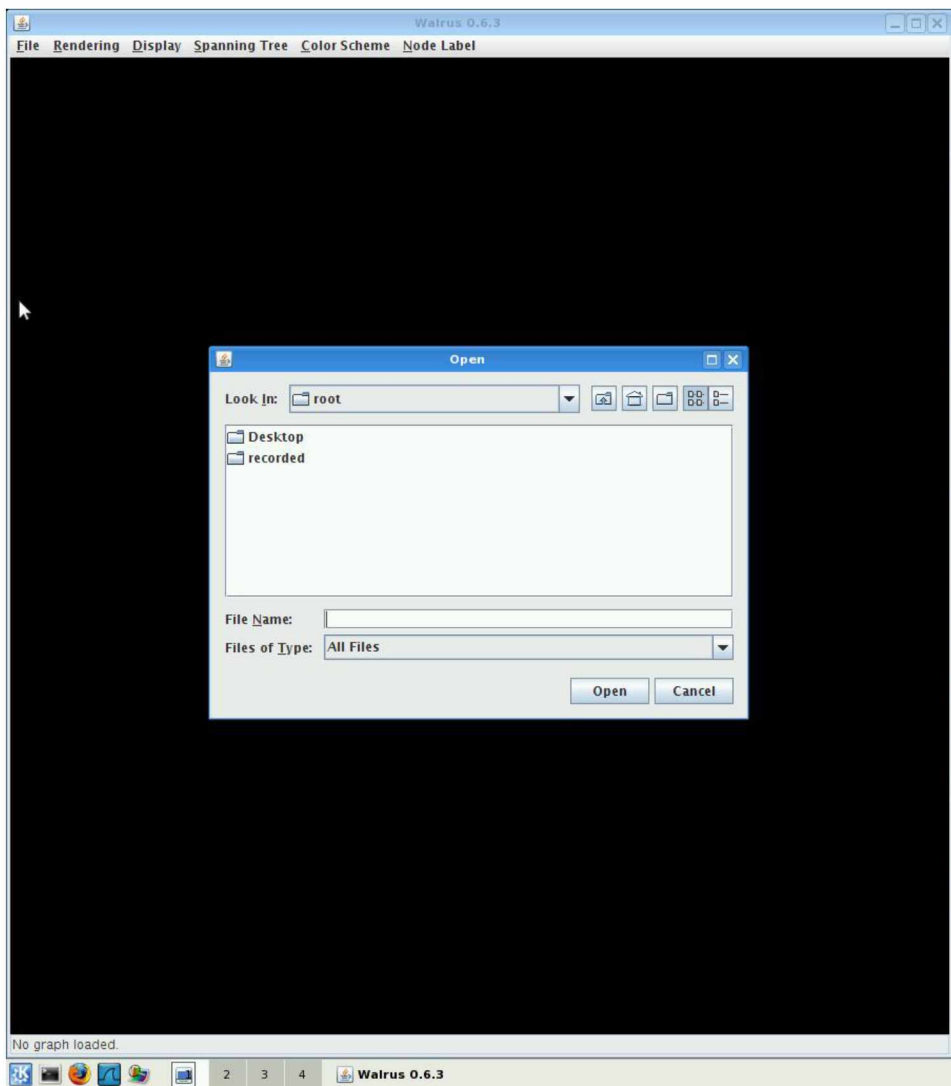 Walrus 0.6.3
File Rendering Display Spanning Tree Color Scheme Node Label
Open
Look In: root
Desktop
recorded
File Name:
Files of Type: All Files
Open Cancel
No graph loaded.
2 3 4 Walrus 0.6.3